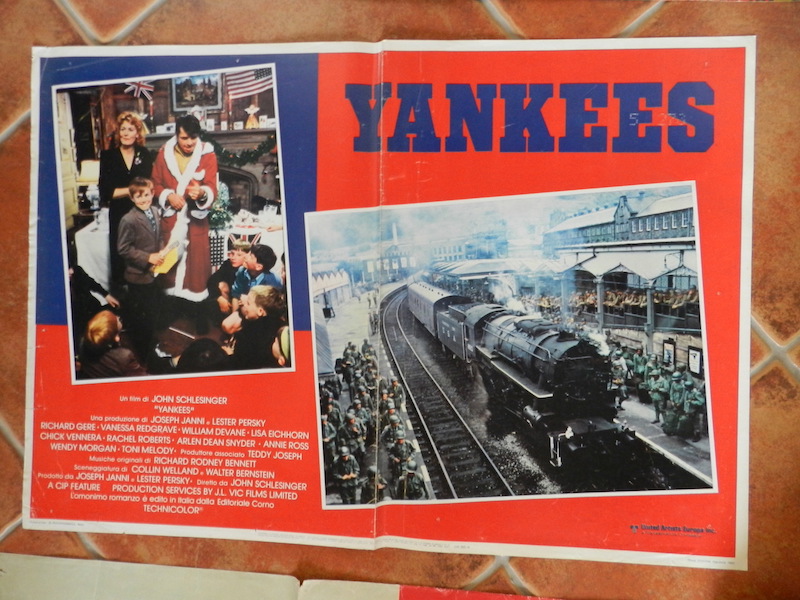 YANKEES
5 273
Un film di JOHN SCHLESINGER
"YANKEES"
Una produzione di JOSEPH JANNI e LESTER PERSKY
RICHARD GERE · VANESSA REDGRAVE · WILLIAM DEVANE · LISA EICHHORN
CHICK VENNERA · RACHEL ROBERTS · ARLEN DEAN SNYDER · ANNIE ROSS
WENDY MORGAN · TONI MELODY · Produttore associato TEDDY JOSEPH
Musiche originali di RICHARD RODNEY BENNETT
Sceneggiatura di COLLIN WELLAND e WALTER BERNSTEIN
Prodotto da JOSEPH JANNI e LESTER PERSKY. Diretto da JOHN SCHLESINGER
A CIP FEATURE PRODUCTION SERVICES BY J.L. VIC FILMS LIMITED
L'omonimo romanzo è edito in Italia dalla Editoriale Corno
TECHNICOLOR®
United Artists Europa Inc.